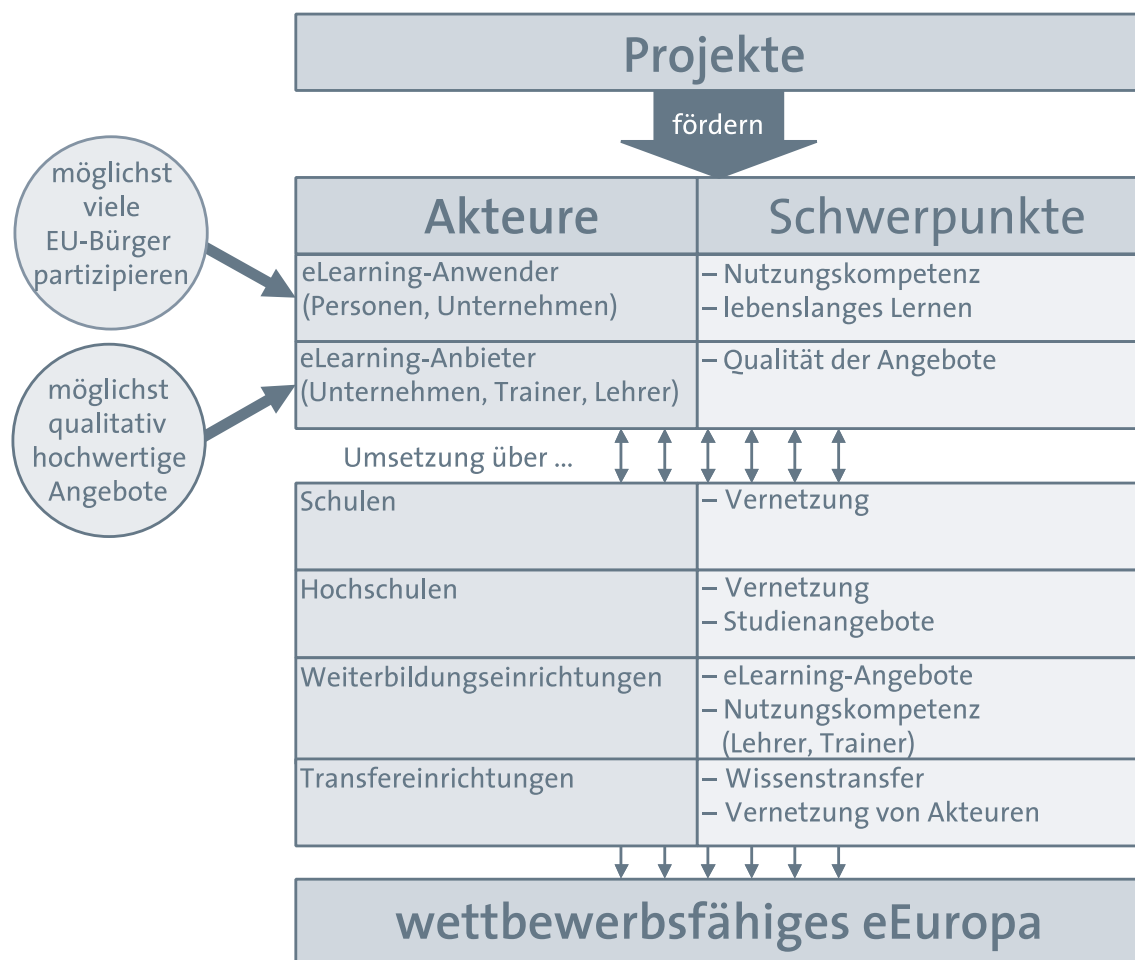 Projekte
fördern
möglichst
viele
EU-Bürger
partizipieren
möglichst
qualitativ
hochwertige
Angebote
Akteure
Schwerpunkte
eLearning-Anwender
(Personen, Unternehmen)
– Nutzungskompetenz
– lebenslanges Lernen
eLearning-Anbieter
(Unternehmen, Trainer, Lehrer)
– Qualität der Angebote
Umsetzung über ...
Schulen
– Vernetzung
Hochschulen
– Vernetzung
– Studienangebote
Weiterbildungseinrichtungen
– eLearning-Angebote
– Nutzungskompetenz
(Lehrer, Trainer)
Transfereinrichtungen
– Wissenstransfer
– Vernetzung von Akteuren
wettbewerbsfähiges eEuropa